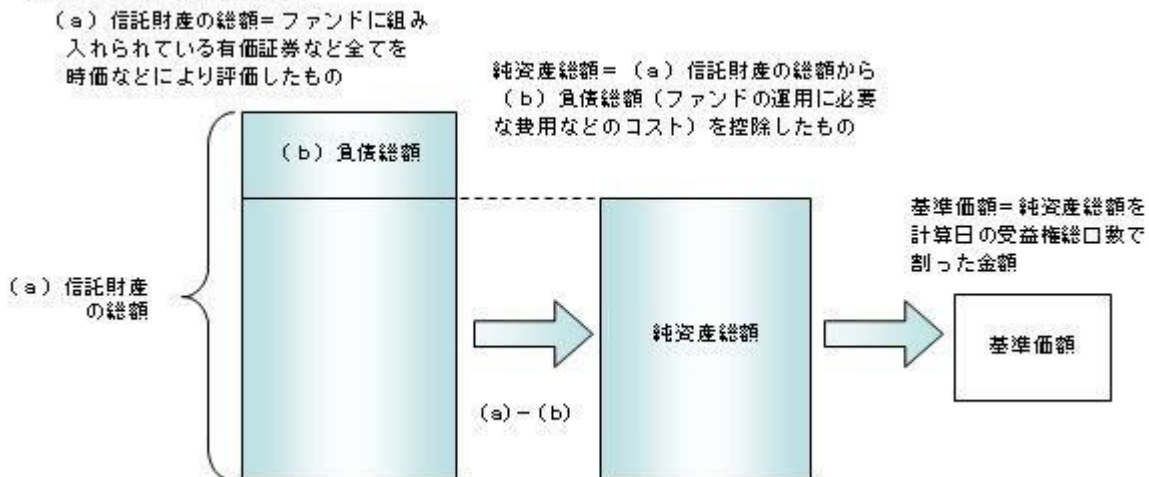 (a)信託財産の総額=ファンドに組み
入れられている有価証券など全てを
時価などにより評価したもの
純資産総額=(a)信託財産の総額から
(b)負債総額(ファンドの運用に必要
な費用などのコスト)を控除したもの
(b)負債総額
基準価額=純資産総額を
計算日の受益権総口数で
割った金額
(a)信託財産
の総額
純資産総額
基準価額
(a)-(b)